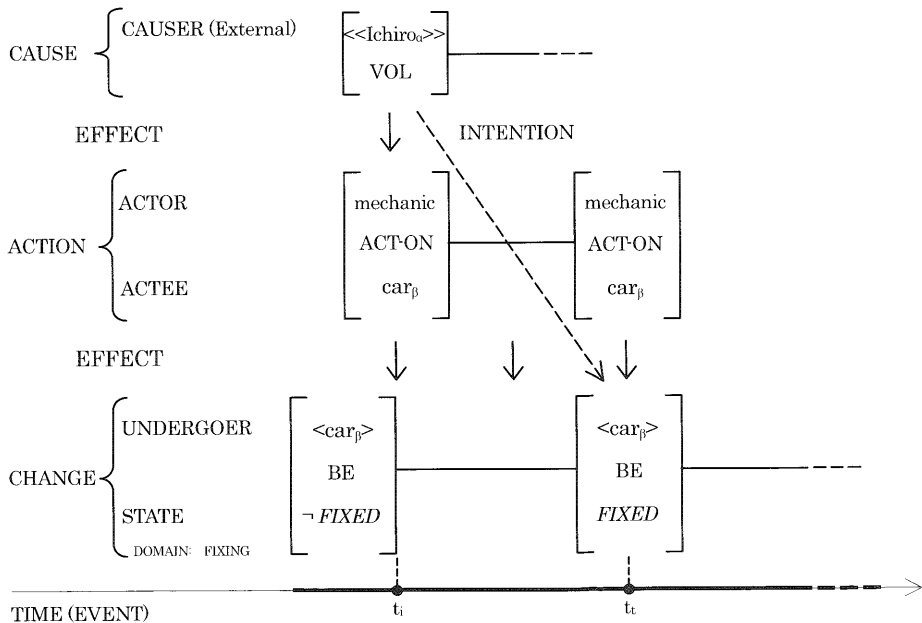 CAUSE
CAUSER (External)
<<Ichiroα>>
VOL
EFFECT
INTENTION
ACTION
ACTOR
ACTEE
mechanic
ACT-ON
carβ
mechanic
ACT-ON
carβ
EFFECT
CHANGE
UNDERGOER
STATE
DOMAIN: FIXING
<carβ>
BE
¬ FIXED
<carβ>
BE
FIXED
TIME (EVENT)
ti
tt